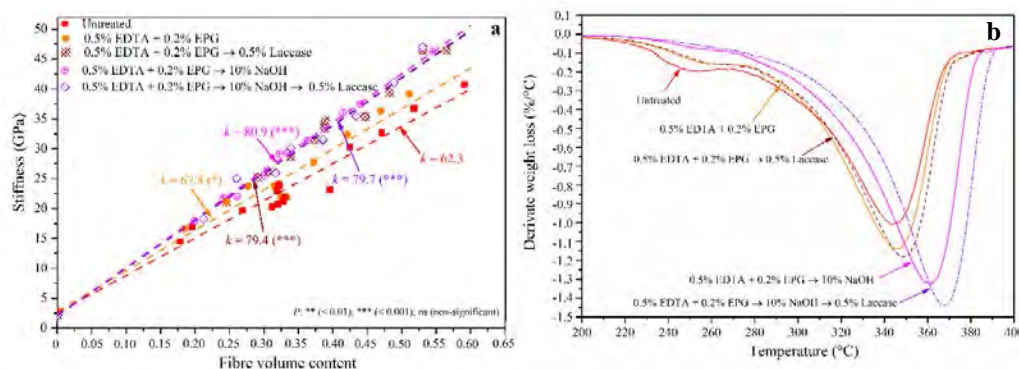 Untreated
0.5% EDTA + 0.2% EPG
0.5% EDTA + 0.2% EPG → 0.5% Laccase
0.5% EDTA + 0.2% EPG → 10% NaOH
0.5% EDTA + 0.2% EPG → 10% NaOH → 0.5% Laccase
a
k = 80.9 (***)
k = 67.8 (*)
k = 62.3
k = 79.7 (***)
k = 79.4 (***)
P: ** (< 0.01); *** (< 0.001); ns (non-significant)
Stiffness (GPa)
50
45
40
35
30
25
20
15
10
5
0
0.00 0.05 0.10 0.15 0.20 0.25 0.30 0.35 0.40 0.45 0.50 0.55 0.60 0.65
Fibre volume content
b
Untreated
0.5% EDTA + 0.2% EPG
0.5% EDTA + 0.2% EPG → 0.5% Laccase
0.5% EDTA + 0.2% EPG → 10% NaOH
0.5% EDTA + 0.2% EPG → 10% NaOH → 0.5% Laccase
Derivate weight loss (%/°C)
0.1
0.0
-0.1
-0.2
-0.3
-0.4
-0.5
-0.6
-0.7
-0.8
-0.9
-1.0
-1.1
-1.2
-1.3
-1.4
-1.5
200 220 240 260 280 300 320 340 360 380 400
Temperature (°C)